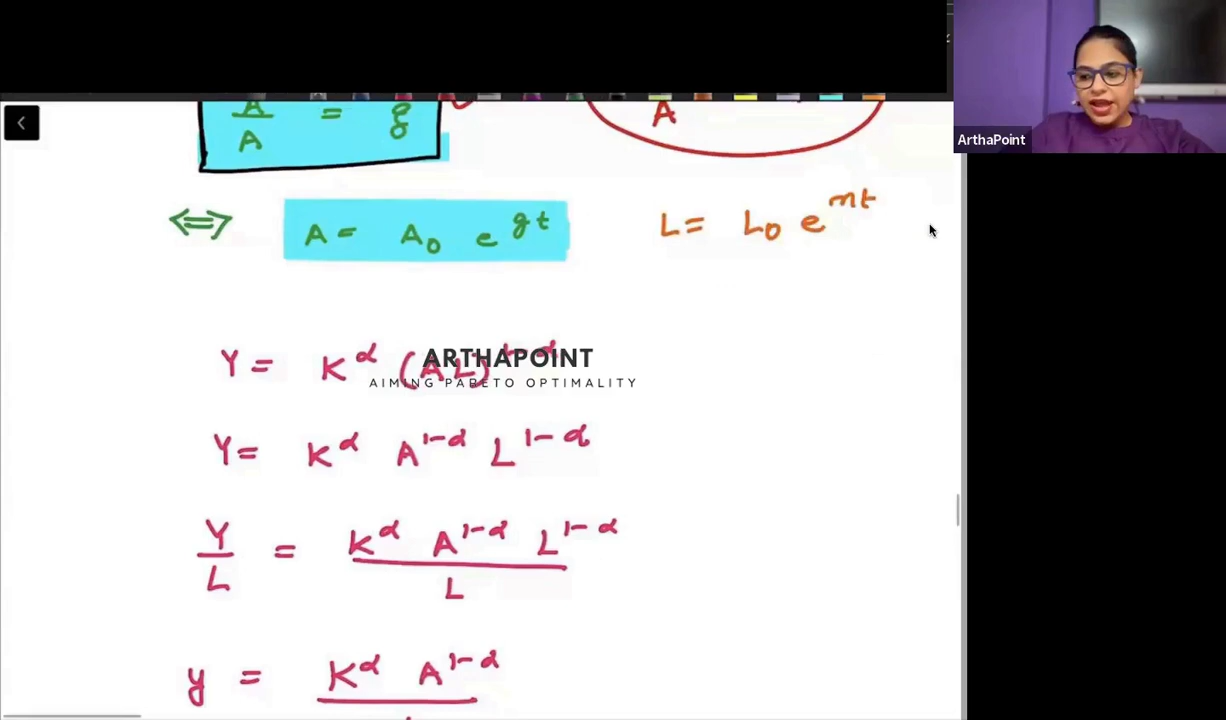 Ȧ/A = g
A
ArthaPoint
⟺ A = A₀ e^gt L = L₀ e^nt
Y = K^α (AL)^1-α
ARTHAPOINT
AIMING PARETO OPTIMALITY
Y = K^α A^1-α L^1-α
Y/L = K^α A^1-α L^1-α / L
y = K^α A^1-α